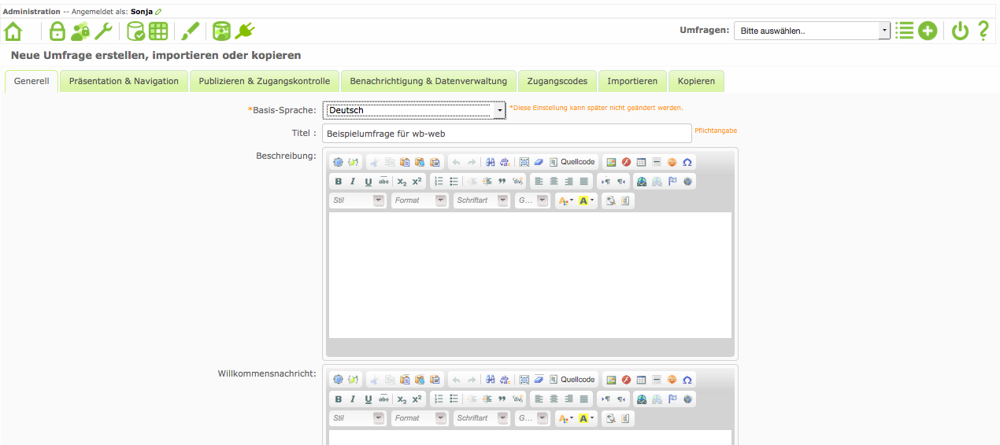 Administration -- Angemeldet als: Sonja
Umfragen: Bitte auswählen..
Neue Umfrage erstellen, importieren oder kopieren
Generell Präsentation & Navigation Publizieren & Zugangskontrolle Benachrichtigung & Datenverwaltung Zugangscodes Importieren Kopieren
*Basis-Sprache: Deutsch *Diese Einstellung kann später nicht geändert werden.
Titel : Beispielumfrage für wb-web Pflichtangabe
Beschreibung:
Quellcode
B I U abc X2 X2
Stil Format Schriftart G...
Willkommensnachricht:
Quellcode
B I U abc X2 X2
Stil Format Schriftart G...